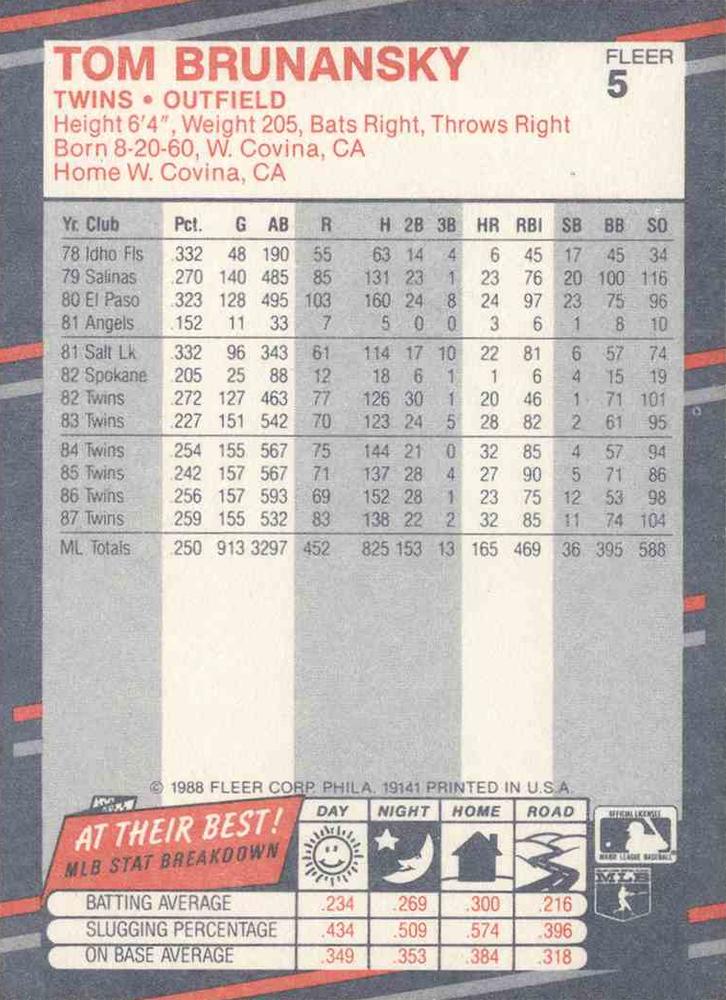 TOM BRUNANSKY
FLEER
5
TWINS • OUTFIELD
Height 6'4", Weight 205, Bats Right, Throws Right
Born 8-20-60, W. Covina, CA
Home W. Covina, CA
Yr. Club Pct. G AB R H 2B 3B HR RBI SB BB SO
78 Idho Fls .332 48 190 55 63 14 4 6 45 17 45 34
79 Salinas .270 140 485 85 131 23 1 23 76 20 100 116
80 El Paso .323 128 495 103 160 24 8 24 97 23 75 96
81 Angels .152 11 33 7 5 0 0 3 6 1 8 10
81 Salt Lk .332 96 343 61 114 17 10 22 81 6 57 74
82 Spokane .205 25 88 12 18 6 1 1 6 4 15 19
82 Twins .272 127 463 77 126 30 1 20 46 1 71 101
83 Twins .227 151 542 70 123 24 5 28 82 2 61 95
84 Twins .254 155 567 75 144 21 0 32 85 4 57 94
85 Twins .242 157 567 71 137 28 4 27 90 5 71 86
86 Twins .256 157 593 69 152 28 1 23 75 12 53 98
87 Twins .259 155 532 83 138 22 2 32 85 11 74 104
ML Totals .250 913 3297 452 825 153 13 165 469 36 395 588
© 1988 FLEER CORP. PHILA. 19141 PRINTED IN U.S.A.
AT THEIR BEST!
MLB STAT BREAKDOWN
DAY NIGHT HOME ROAD
OFFICIAL LICENSEE
MAJOR LEAGUE BASEBALL
MLB
BATTING AVERAGE .234 .269 .300 .216
SLUGGING PERCENTAGE .434 .509 .574 .396
ON BASE AVERAGE .349 .353 .384 .318